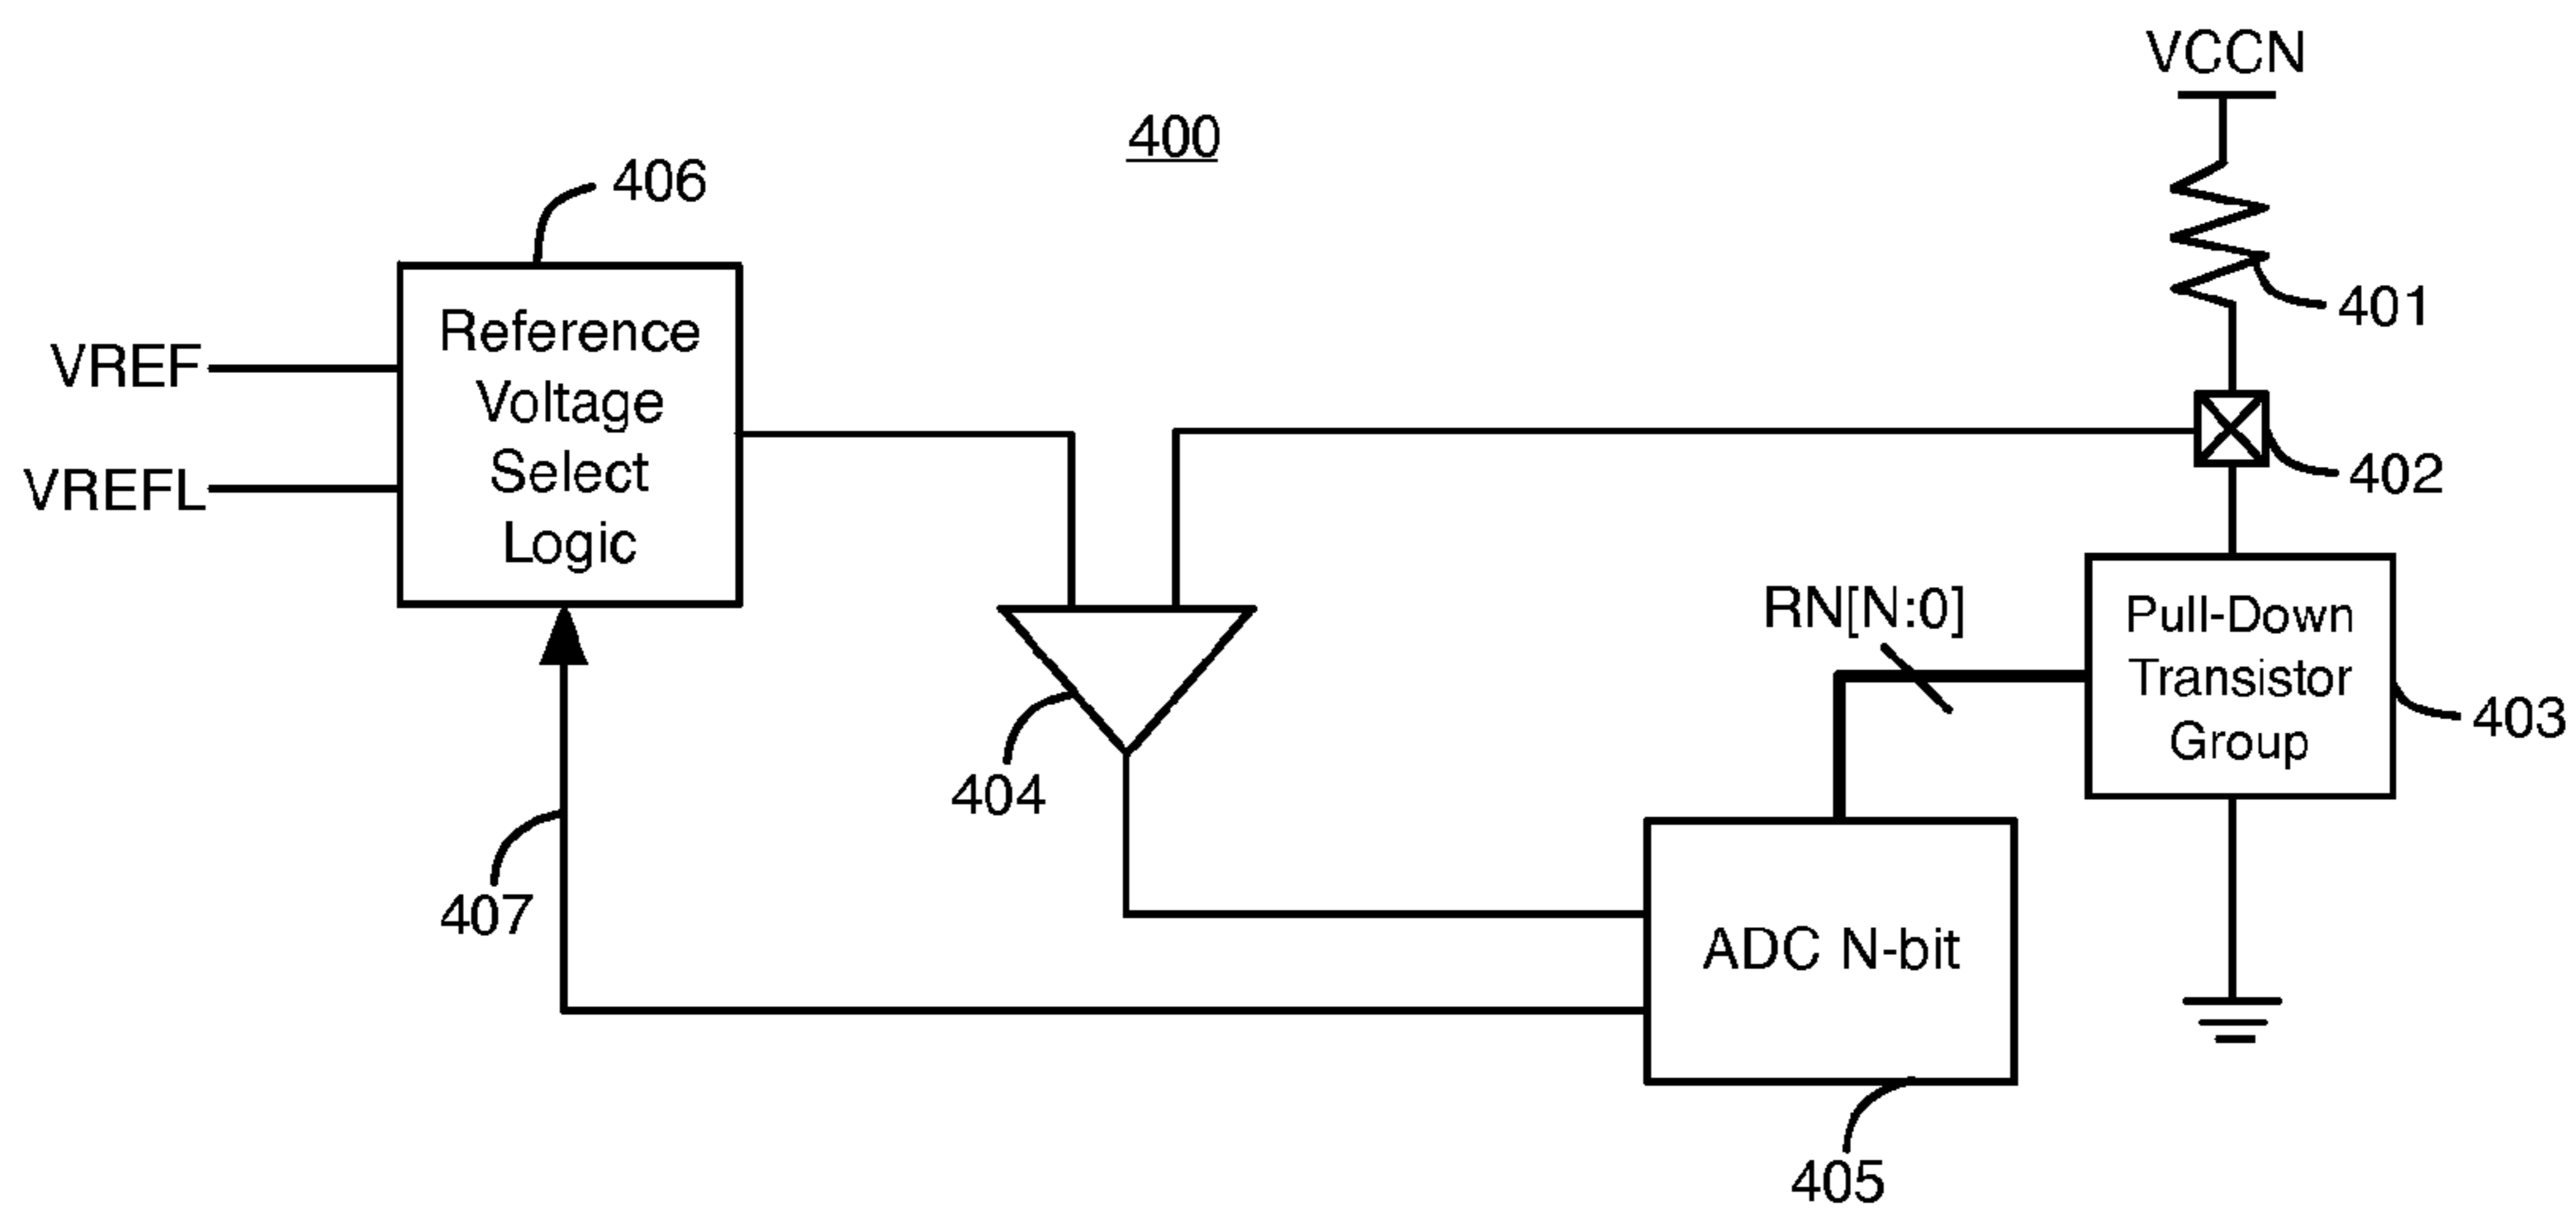 VCCN
400
406
Reference
Voltage
Select
Logic
VREF
VREFL
401
402
RN[N:0]
Pull-Down
Transistor
Group
403
404
407
ADC N-bit
405